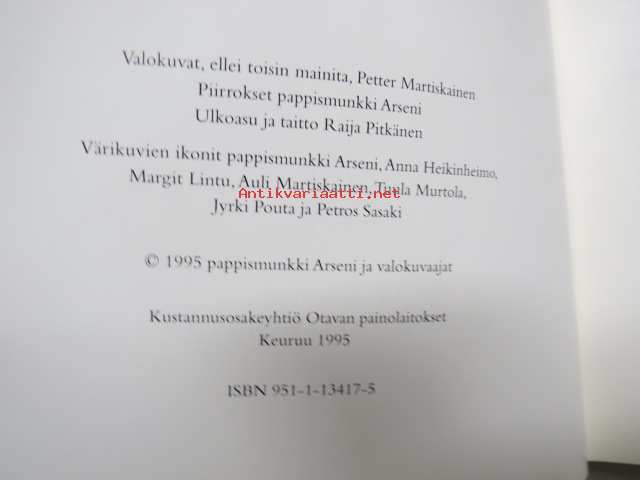 Valokuvat, ellei toisin mainita, Petter Martiskainen
Piirrokset pappismunkki Arseni
Ulkoasu ja taitto Raija Pitkänen
Värikuvien ikonit pappismunkki Arseni, Anna Heikinheimo,
Margit Lintu, Auli Martiskainen, Tuula Murtola,
Antikvariaatti.net
Jyrki Pouta ja Petros Sasaki
© 1995 pappismunkki Arseni ja valokuvaajat
Kustannusosakeyhtiö Otavan painolaitokset
Keuruu 1995
ISBN 951-1-13417-5